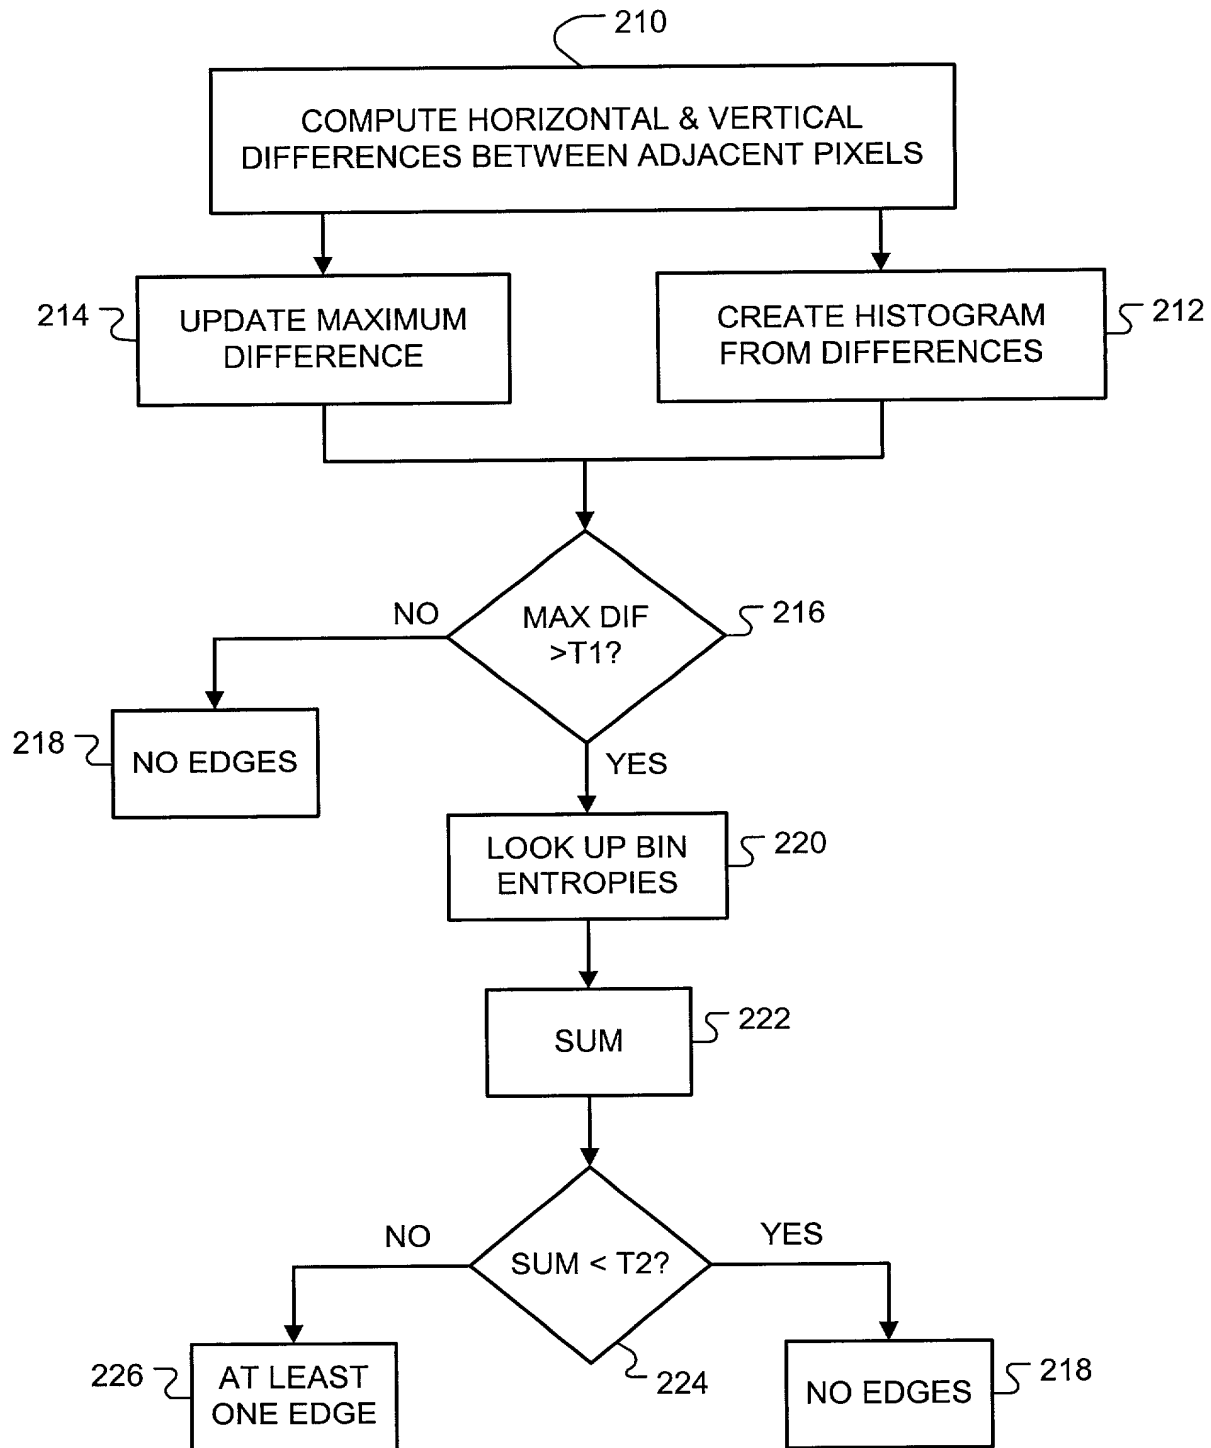 210
COMPUTE HORIZONTAL & VERTICAL
DIFFERENCES BETWEEN ADJACENT PIXELS
214
UPDATE MAXIMUM
DIFFERENCE
CREATE HISTOGRAM
FROM DIFFERENCES
212
NO
MAX DIF
>T1?
216
218
NO EDGES
YES
LOOK UP BIN
ENTROPIES
220
SUM
222
NO
SUM < T2?
YES
224
226
AT LEAST
ONE EDGE
NO EDGES
218